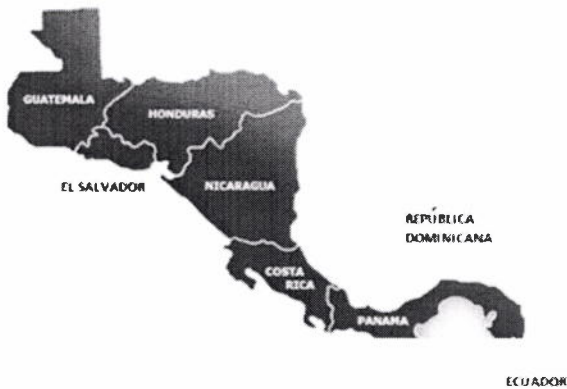 GUATEMALA
HONDURAS
EL SALVADOR
NICARAGUA
REPÚBLICA
DOMINICANA
COSTA
RICA
PANAMA
ECUADOR